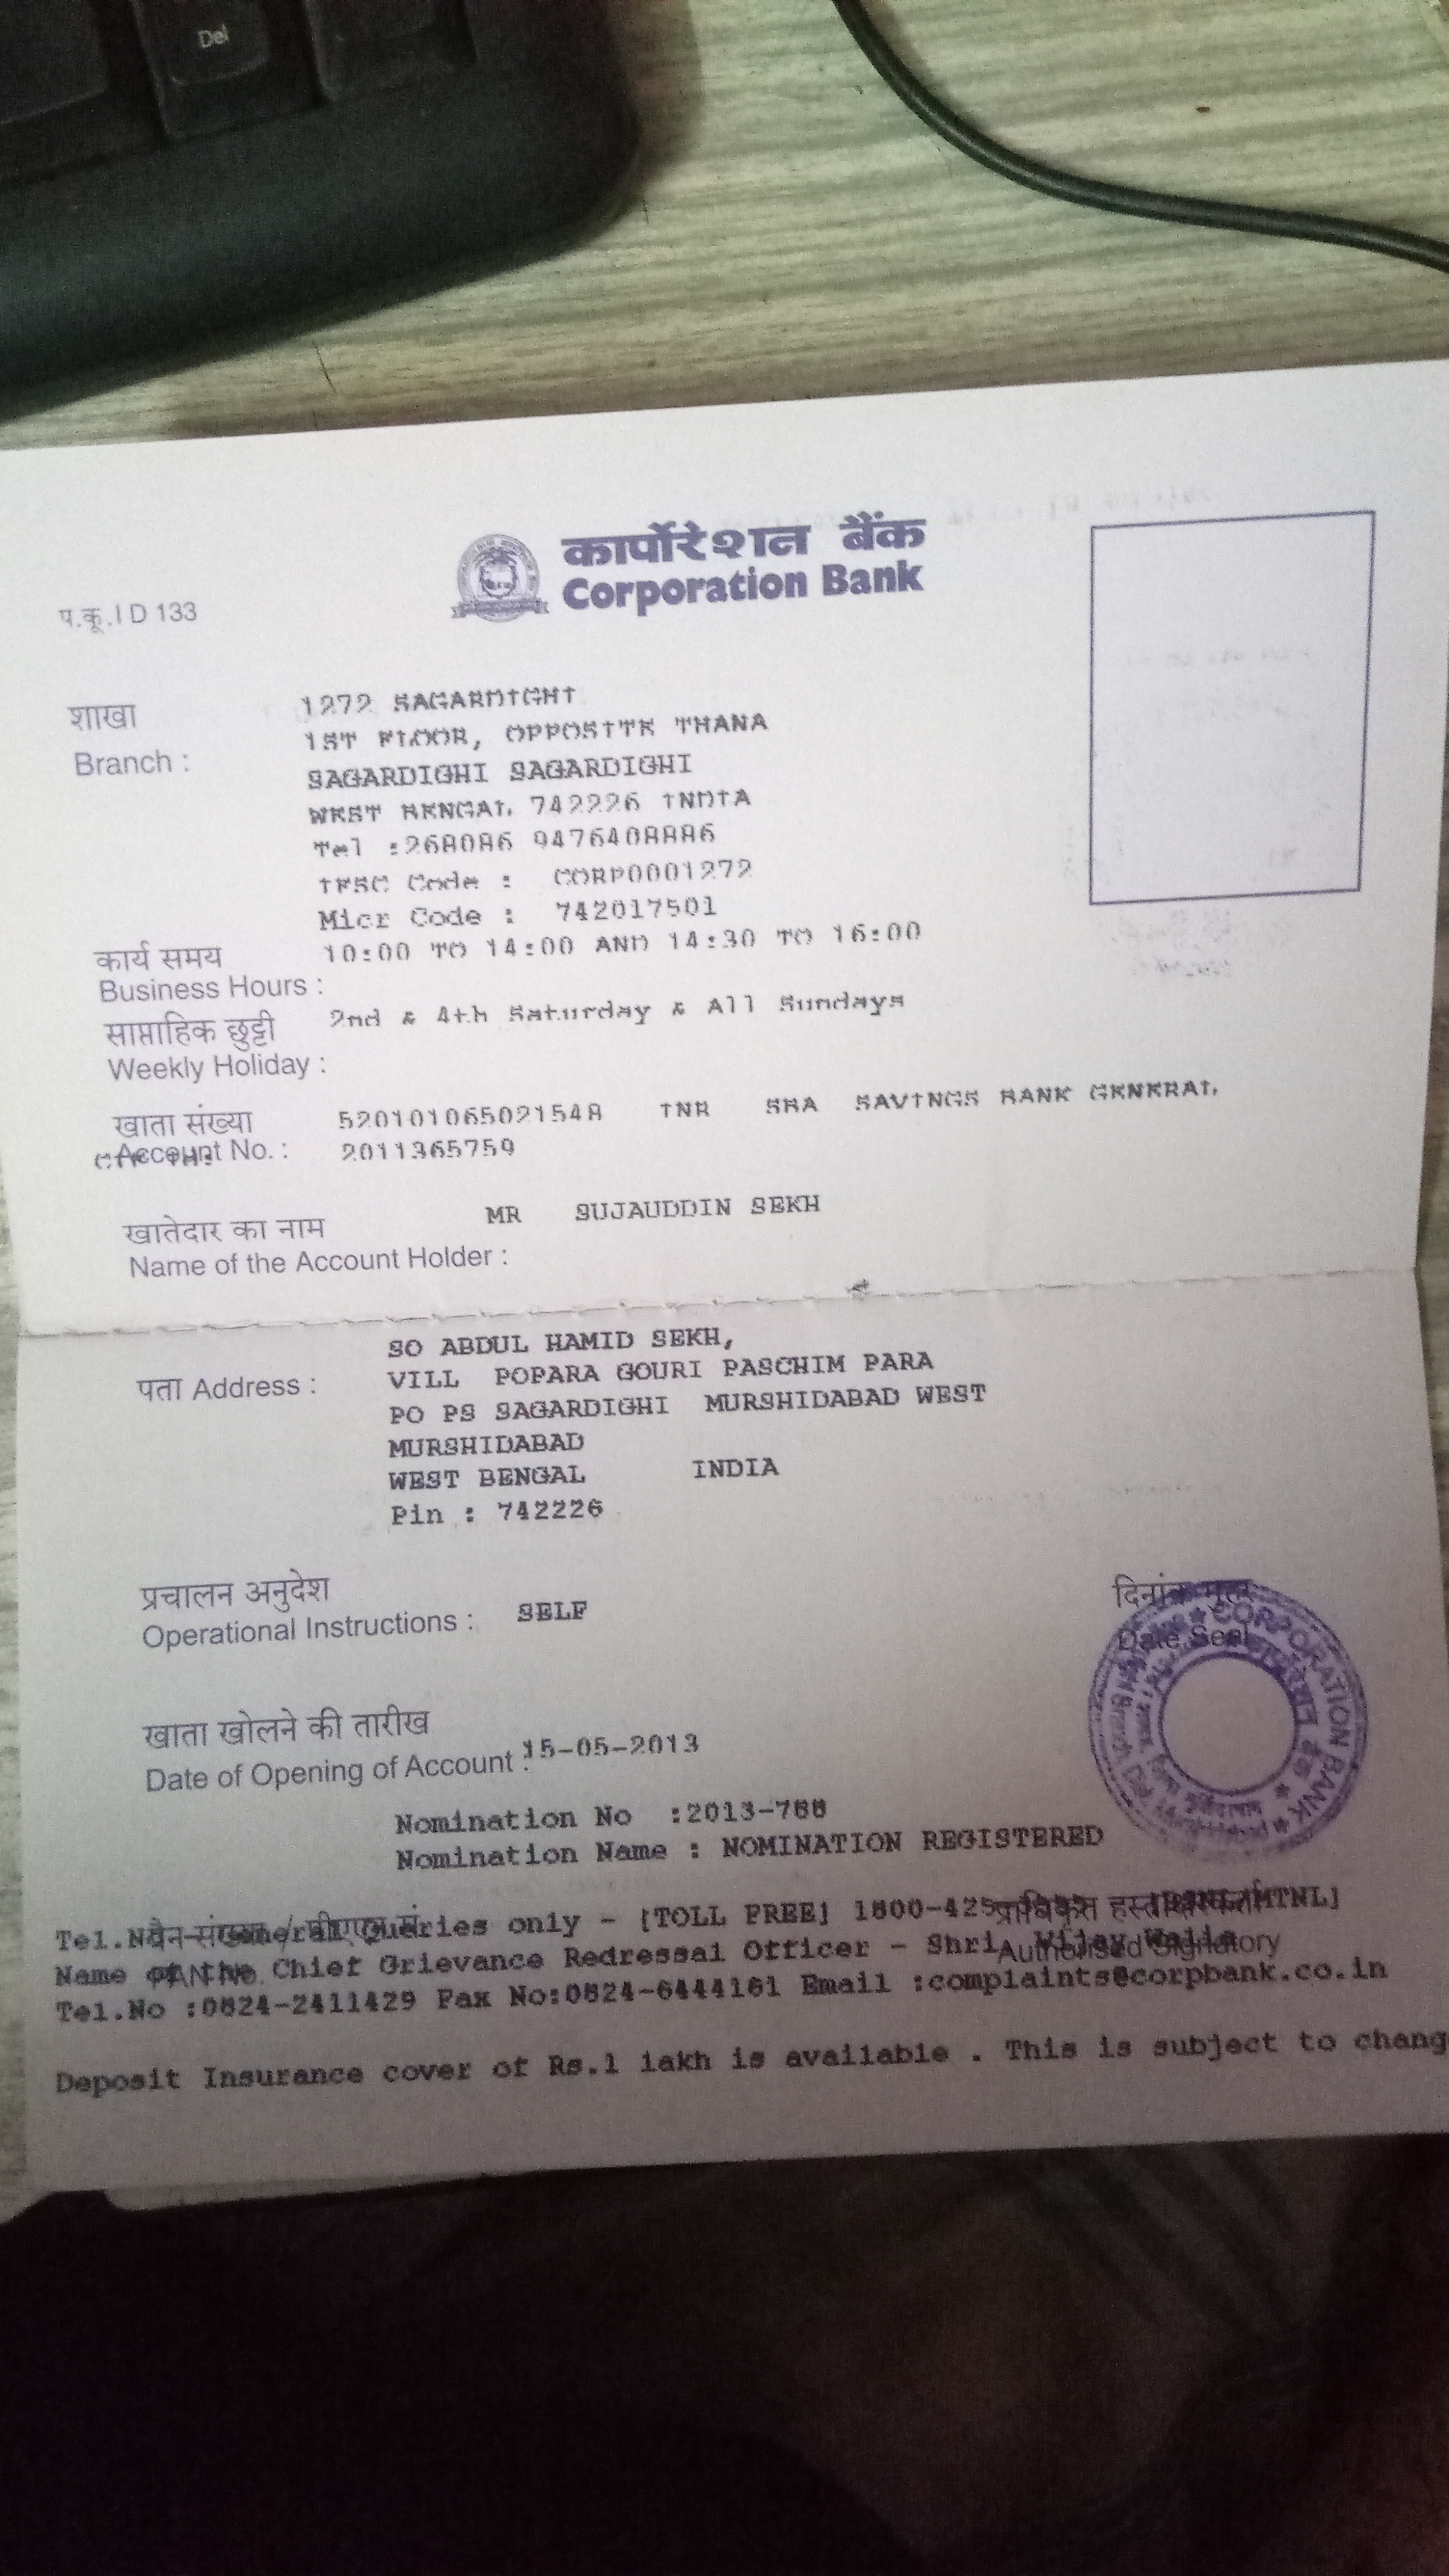 Del
कार्पोरेशन बैंक
Corporation Bank
प.कू.I D 133
शाखा
Branch :
1272 SAGARDIGHI
1ST FLOOR, OPPOSITE THANA
SAGARDIGHI SAGARDIGHI
WEST BENGAL 742226 INDIA
Tel :268086 9476408886
IFSC Code : CORP0001272
Micr Code : 742017501
कार्य समय
Business Hours :
10:00 TO 14:00 AND 14:30 TO 16:00
साप्ताहिक छुट्टी
Weekly Holiday :
2nd & 4th Saturday & All Sundays
खाता संख्या 520101065021548 INR SBA SAVINGS BANK GENERAL
Account No. : 2011365759
खातेदार का नाम MR SUJAUDDIN SEKH
Name of the Account Holder :
SO ABDUL HAMID SEKH,
पता Address : VILL POPARA GOURI PASCHIM PARA
PO PS SAGARDIGHI MURSHIDABAD WEST
MURSHIDABAD
WEST BENGAL INDIA
Pin : 742226
प्रचालन अनुदेश
Operational Instructions : SELF
दिनांक मुहर
Date Seal
CORPORATION BANK
खाता खोलने की तारीख
Date of Opening of Account : 15-05-2013
Nomination No :2013-788
Nomination Name : NOMINATION REGISTERED
Tel.No General Queries only - [TOLL FREE] 1800-425- MTNL]
Name of the Chief Grievance Redressal Officer - Shri. Vijay
PAN No.
Authorised Signatory
Tel.No :0824-2411429 Fax No:0824-6444161 Email :complaints@corpbank.co.in
Deposit Insurance cover of Rs.1 lakh is available . This is subject to chang